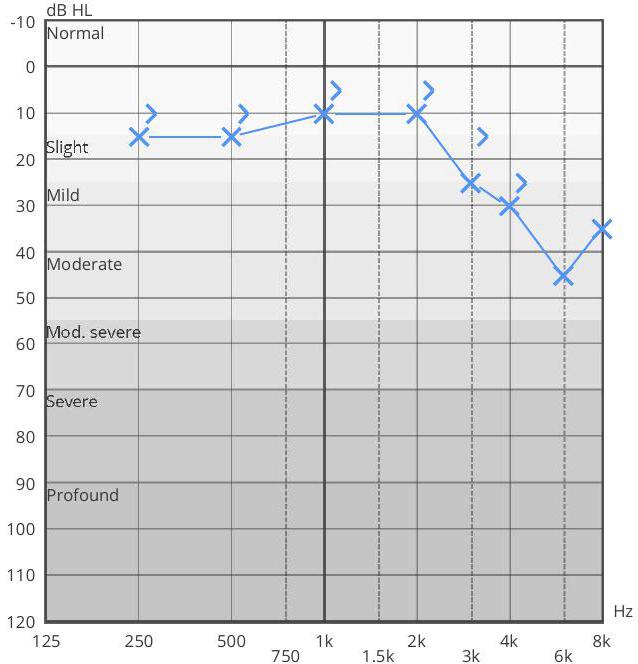 dB HL
-10
Normal
0
10
Slight
20
Mild
30
40
Moderate
50
Mod. severe
60
70
Severe
80
90
Profound
100
110
120
Hz
125 250 500 1k 2k 4k 8k
750 1.5k 3k 6k